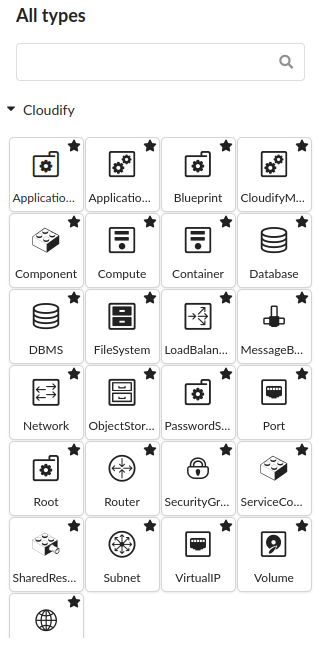 All types
Cloudify
Applicatio... Applicatio... Blueprint CloudifyM...
Component Compute Container Database
DBMS FileSystem LoadBalan... MessageB...
Network ObjectStor... PasswordS... Port
Root Router SecurityGr... ServiceCo...
SharedRes... Subnet VirtualIP Volume